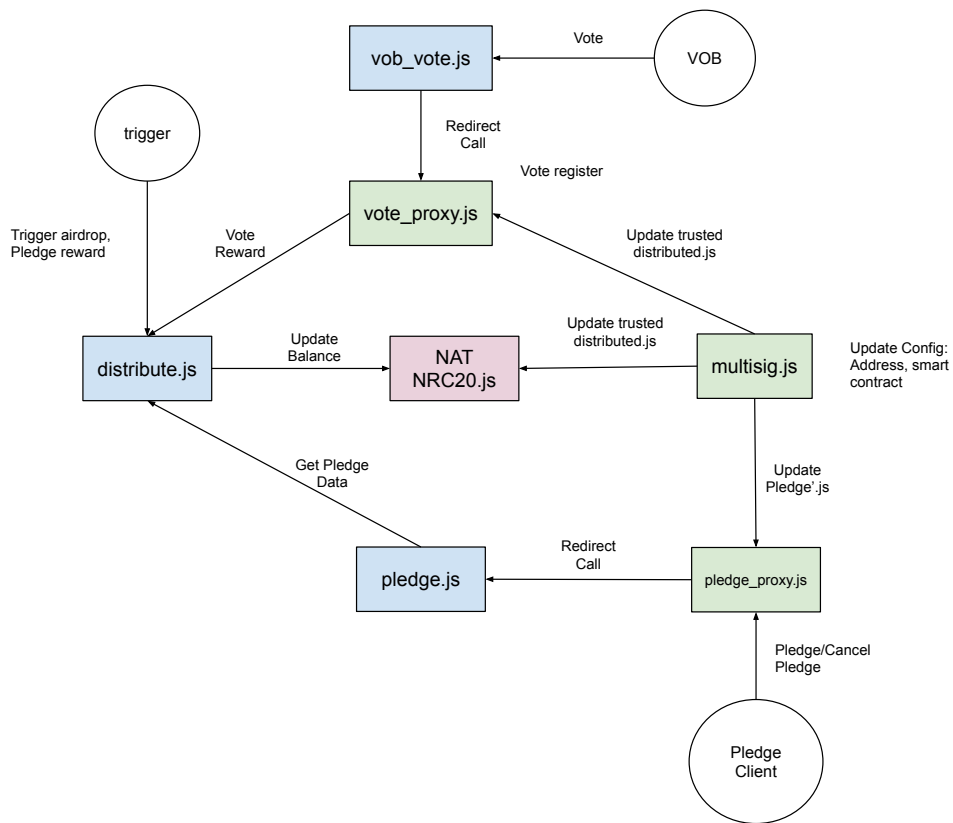 Vote
vob_vote.js
VOB
trigger
Redirect
Call
Vote register
vote_proxy.js
Trigger airdrop,
Pledge reward
Vote
Reward
Update trusted
distributed.js
Update
Balance
Update trusted
distributed.js
distribute.js
NAT
NRC20.js
multisig.js
Update Config:
Address, smart
contract
Get Pledge
Data
Update
Pledge'.js
Redirect
Call
pledge.js
pledge_proxy.js
Pledge/Cancel
Pledge
Pledge
Client